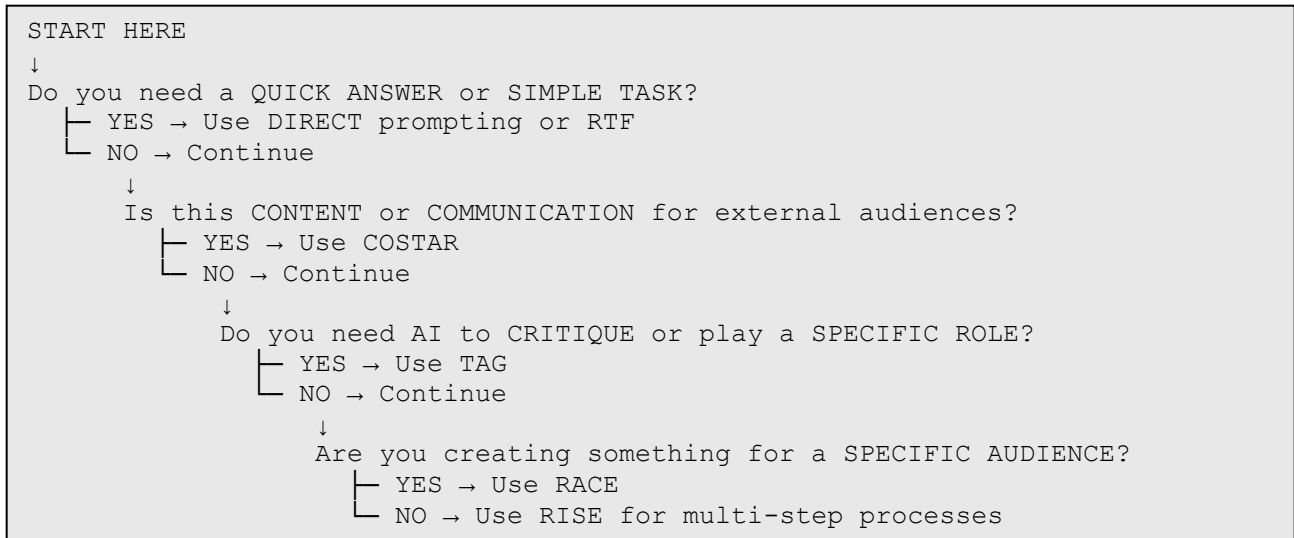 START HERE
↓
Do you need a QUICK ANSWER or SIMPLE TASK?
├─ YES → Use DIRECT prompting or RTF
└─ NO → Continue
↓
Is this CONTENT or COMMUNICATION for external audiences?
├─ YES → Use COSTAR
└─ NO → Continue
↓
Do you need AI to CRITIQUE or play a SPECIFIC ROLE?
├─ YES → Use TAG
└─ NO → Continue
↓
Are you creating something for a SPECIFIC AUDIENCE?
├─ YES → Use RACE
└─ NO → Use RISE for multi-step processes